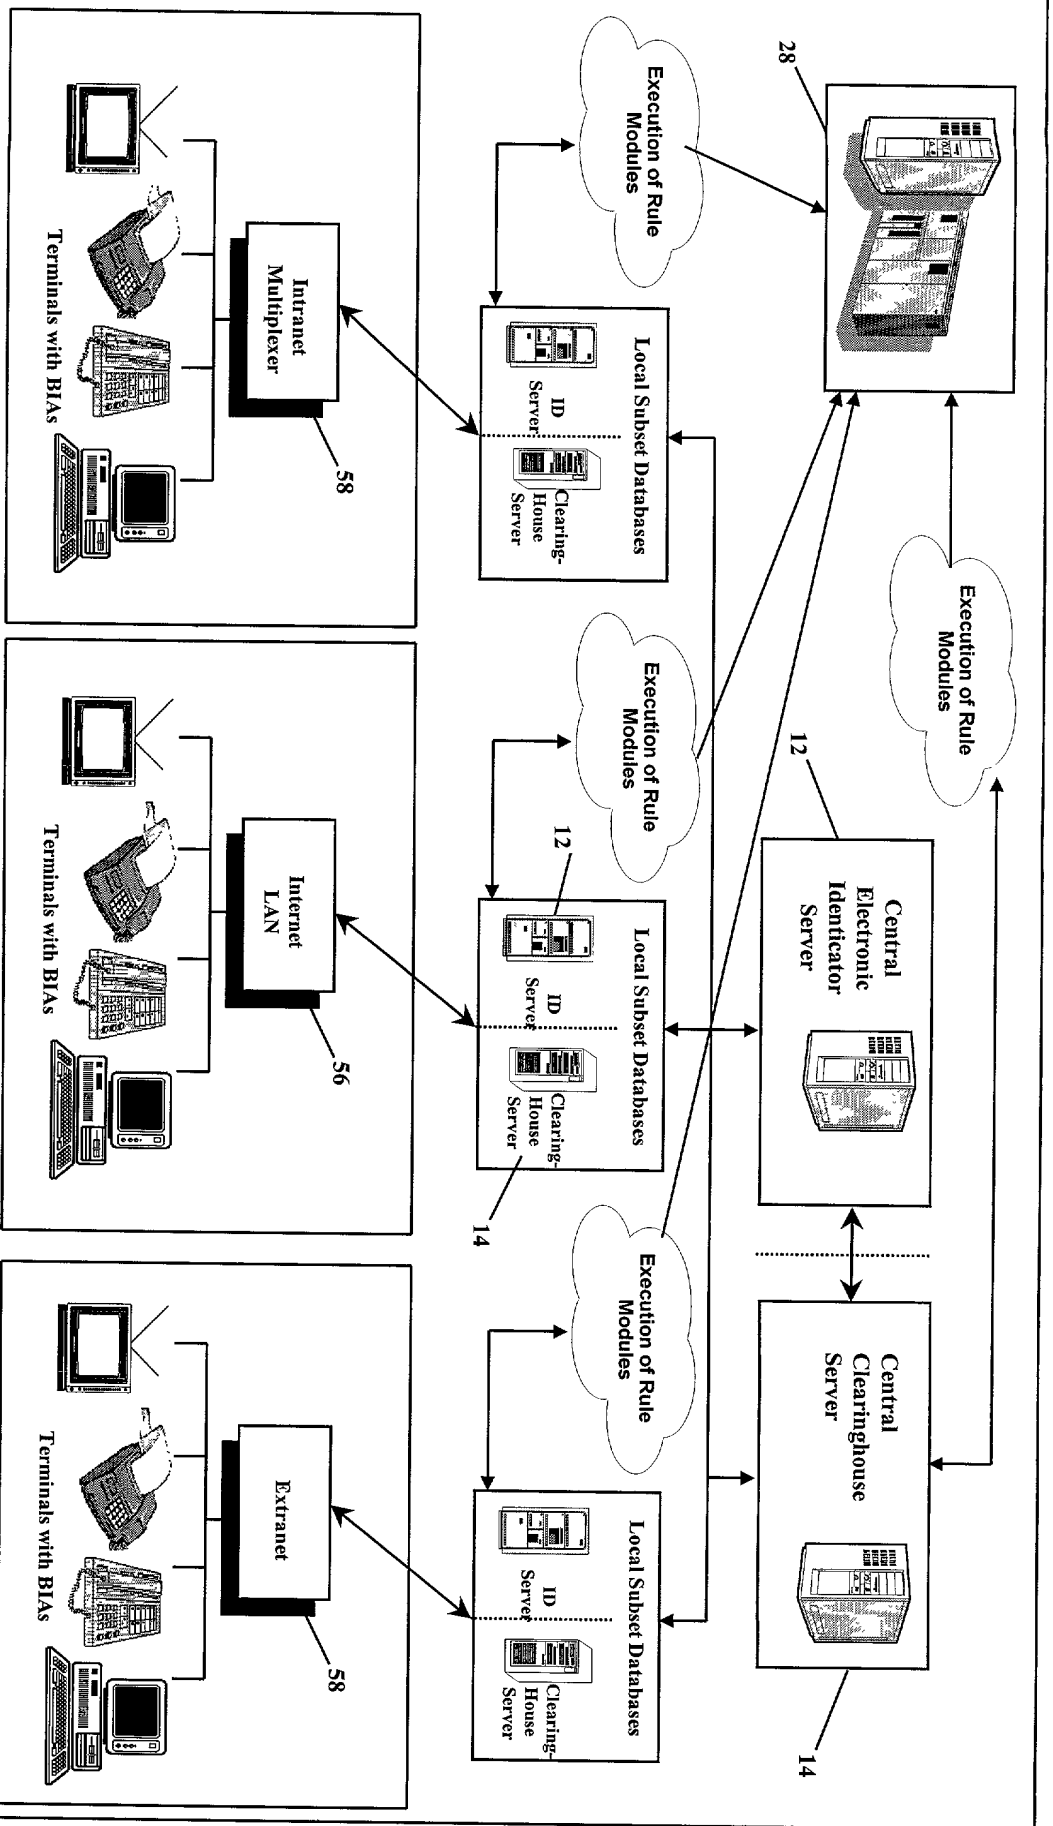 28
Execution of Rule
Modules
12
Central
Electronic
Identicator
Server
Central
Clearinghouse
Server
14
Execution of Rule
Modules
Local Subset Databases
ID
Server
Clearing-
House
Server
Execution of Rule
Modules
12
Local Subset Databases
ID
Server
Clearing-
House
Server
14
Execution of Rule
Modules
Local Subset Databases
ID
Server
Clearing-
House
Server
Intranet
Multiplexer
58
Terminals with BIAs
Internet
LAN
56
Terminals with BIAs
Extranet
58
Terminals with BIAs